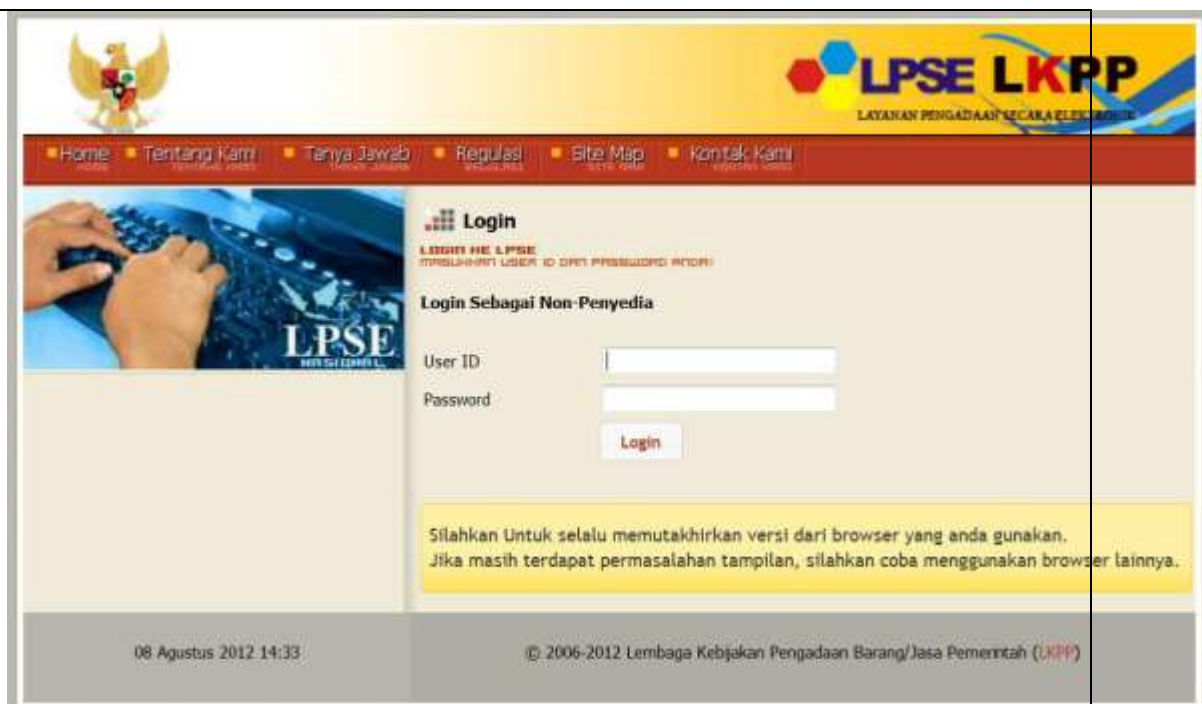 LPSE LKPP
LAYANAN PENGADAAN SECARA ELEKTRONIK
Home Tentang Kami Tanya Jawab Regulasi Site Map Kontak Kami
LPSE
NASIONAL
Login
LOGIN KE LPSE
MASUKKAN USER ID DAN PASSWORD ANDA!
Login Sebagai Non-Penyedia
User ID
Password
Login
Silahkan Untuk selalu memutakhirkan versi dari browser yang anda gunakan.
Jika masih terdapat permasalahan tampilan, silahkan coba menggunakan browser lainnya.
08 Agustus 2012 14:33
© 2006-2012 Lembaga Kebijakan Pengadaan Barang/Jasa Pemerintah (LKPP)